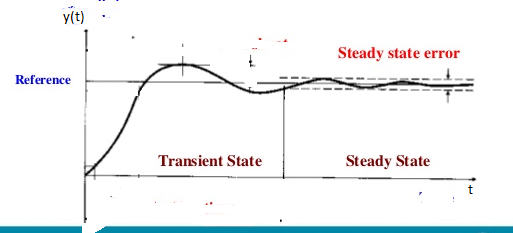 y(t)
Steady state error
Reference
Transient State
Steady State
t